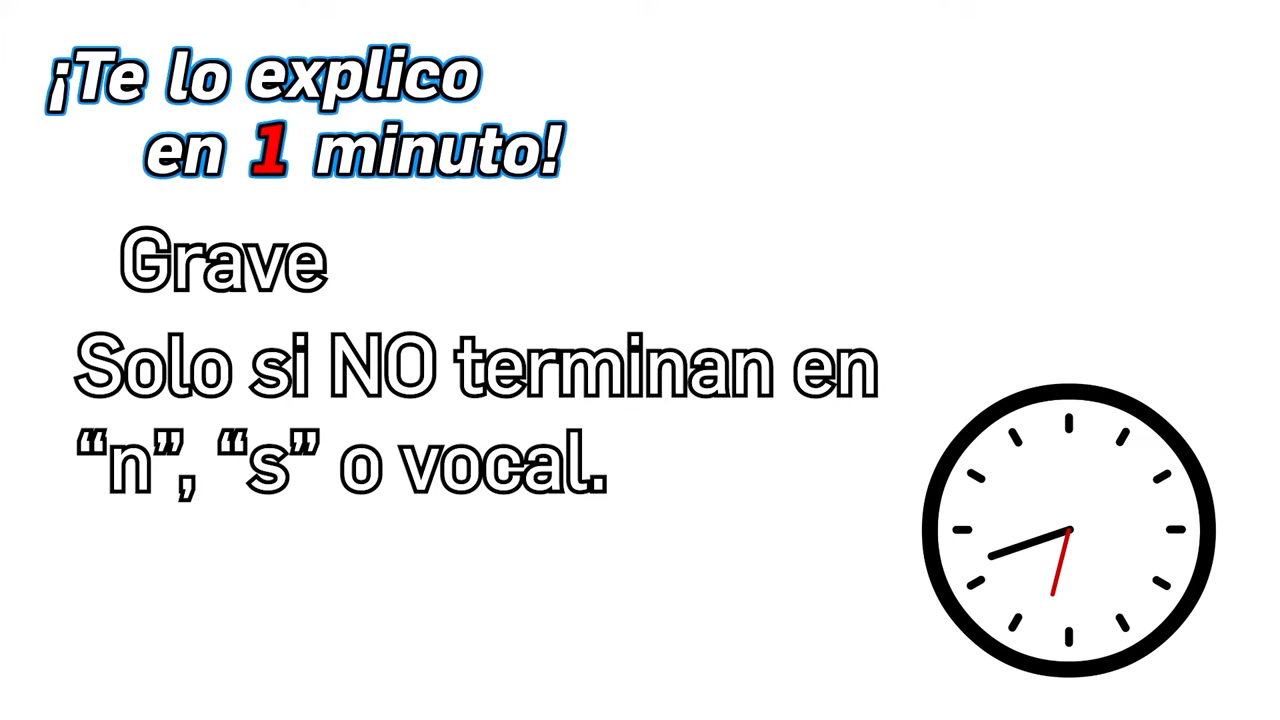 ¡Te lo explico
en 1 minuto!
Grave
Solo si NO terminan en
“n”, “s” o vocal.